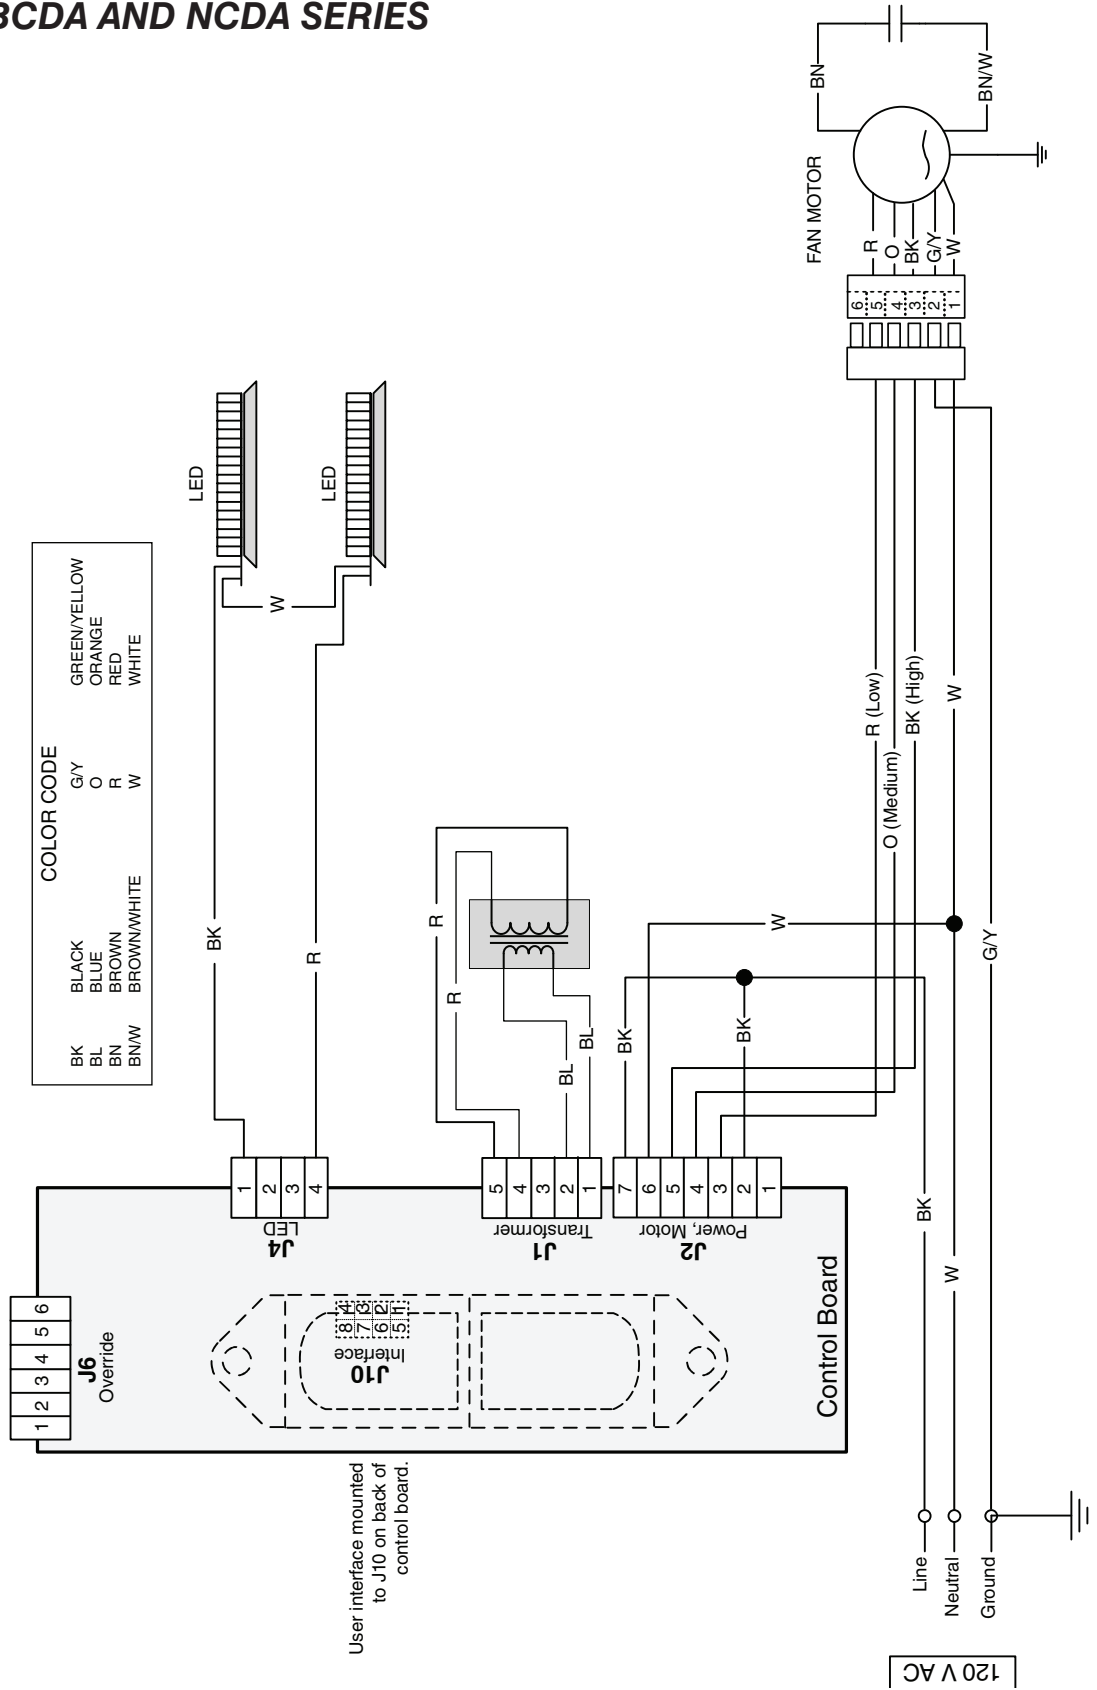 BCDA AND NCDA SERIES
BN
BN/W
FAN MOTOR
R
O
BK
G/Y
W
6
5
4
3
2
1
LED
LED
W
COLOR CODE
BK BLACK G/Y GREEN/YELLOW
BL BLUE O ORANGE
BN BROWN R RED
BN/W BROWN/WHITE W WHITE
BK
R
R
R
BL
BL
BK
BK
W
R (Low)
O (Medium)
BK (High)
W
G/Y
1
2
3
4
J4
LED
5
4
3
2
1
J1
Transformer
7
6
5
4
3
2
1
J2
Power, Motor
1 2 3 4 5 6
J6
Override
8 4
7 3
6 2
5 1
J10
Interface
Control Board
User interface mounted
to J10 on back of
control board.
BK
W
Line
Neutral
Ground
120 V AC